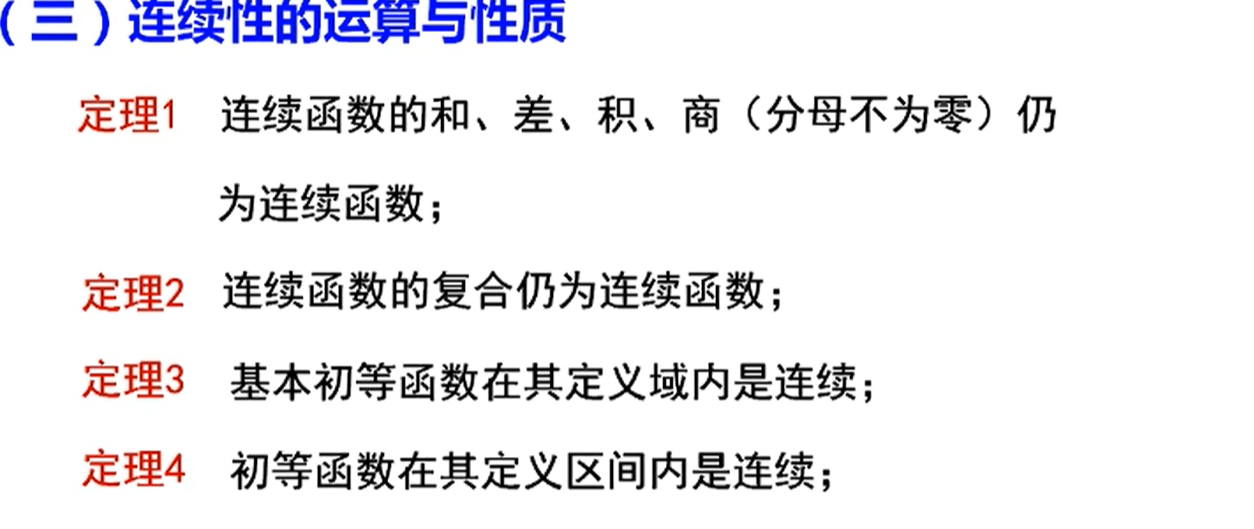 （三）连续性的运算与性质
定理1 连续函数的和、差、积、商（分母不为零）仍
为连续函数；
定理2 连续函数的复合仍为连续函数；
定理3 基本初等函数在其定义域内是连续；
定理4 初等函数在其定义区间内是连续；